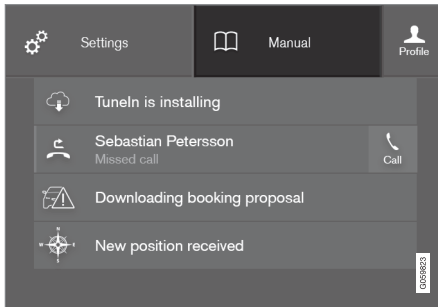 Settings
Manual
Profile
TuneIn is installing
Sebastian Petersson
Missed call
Call
Downloading booking proposal
New position received
G059823